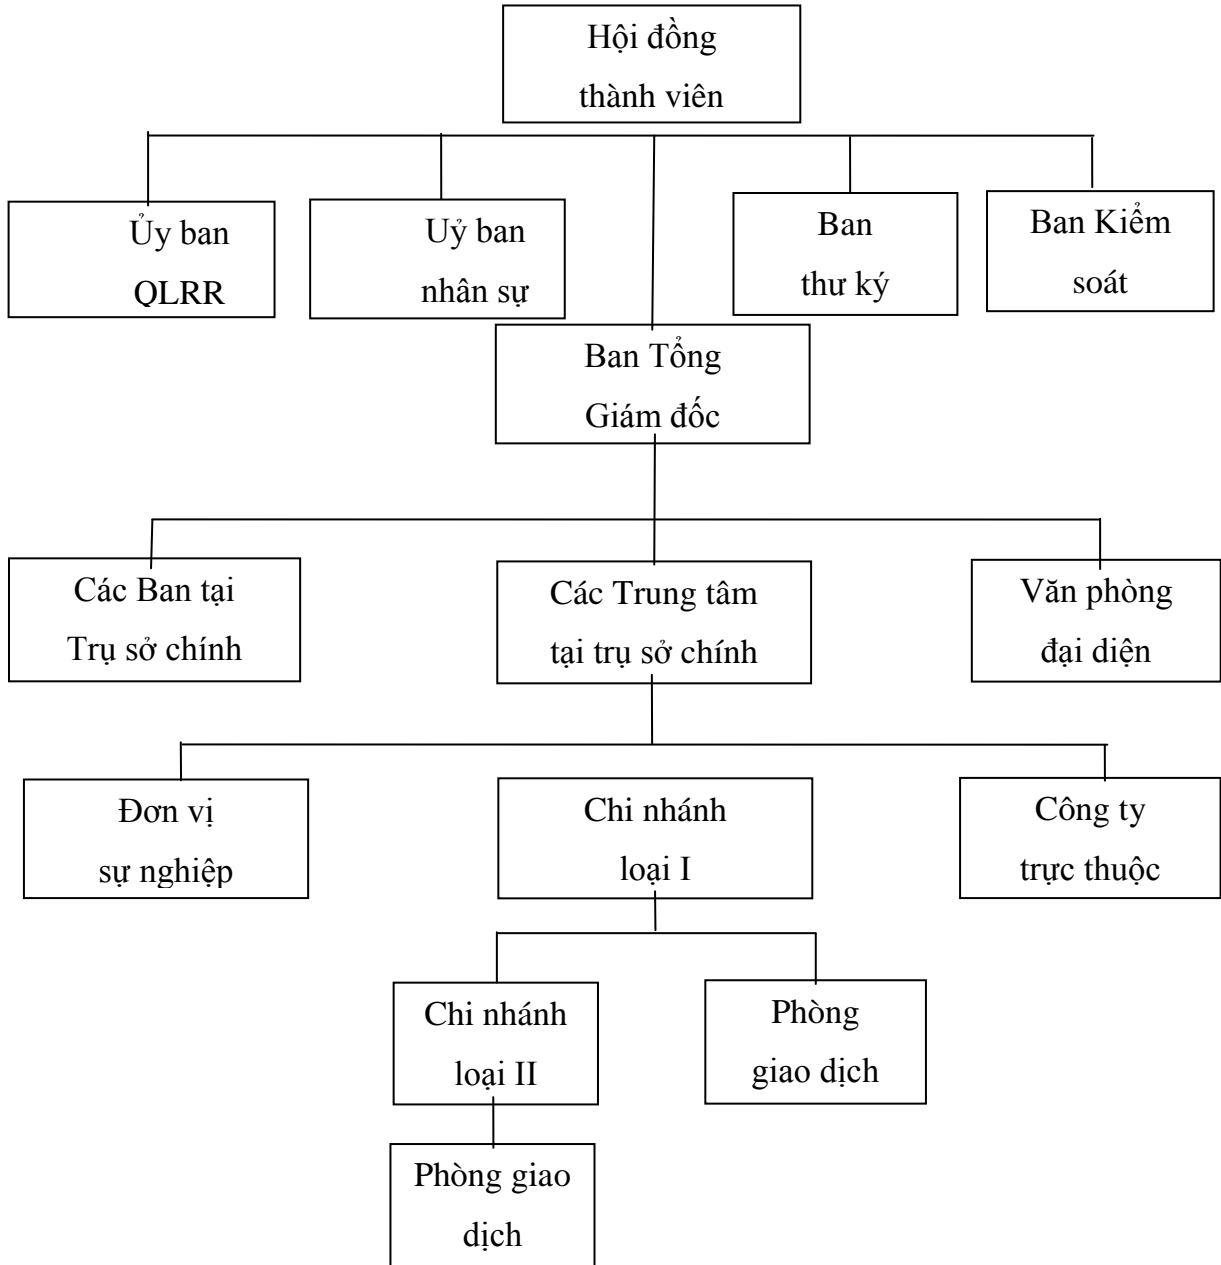 Hội đồng
thành viên
Ủy ban
QLRR
Uỷ ban
nhân sự
Ban
thư ký
Ban Kiểm
soát
Ban Tổng
Giám đốc
Các Ban tại
Trụ sở chính
Các Trung tâm
tại trụ sở chính
Văn phòng
đại diện
Đơn vị
sự nghiệp
Chi nhánh
loại I
Công ty
trực thuộc
Chi nhánh
loại II
Phòng
giao dịch
Phòng giao
dịch